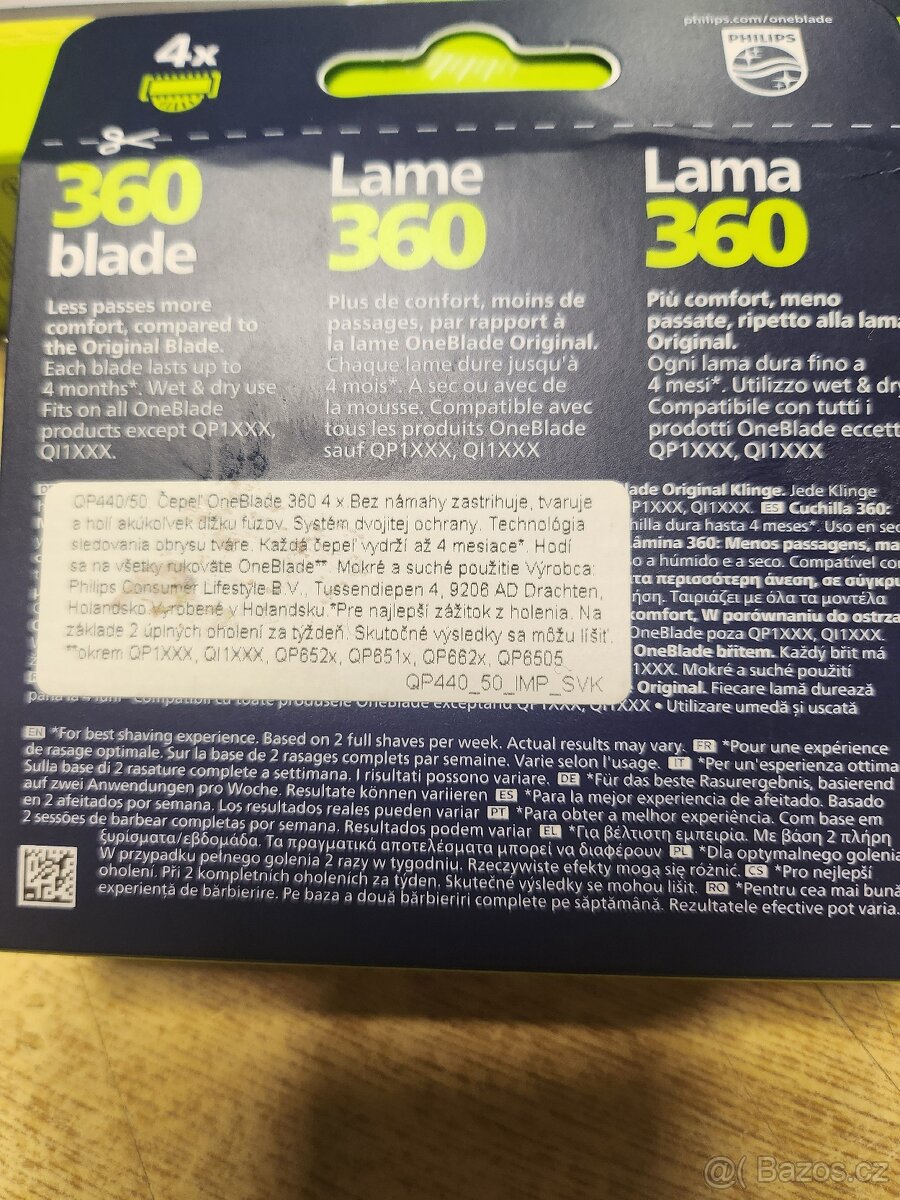 philips.com/oneblade
4x
PHILIPS
360
blade
Less passes more
comfort, compared to
the Original Blade.
Each blade lasts up to
4 months*. Wet & dry use
Fits on all OneBlade
products except QP1XXX,
QI1XXX.
Lame
360
Plus de confort, moins de
passages, par rapport à
la lame OneBlade Original.
Chaque lame dure jusqu'à
4 mois*. A sec ou avec de
la mousse. Compatible avec
tous les produits OneBlade
sauf QP1XXX, QI1XXX
Lama
360
Più comfort, meno
passate, ripetto alla lama
Original.
Ogni lama dura fino a
4 mesi*. Utilizzo wet & dry
Compatibile con tutti i
prodotti OneBlade eccett
QP1XXX, QI1XXX
QP440/50 Čepeľ OneBlade 360 4 x.Bez námahy zastrihuje, tvaruje
a holí akúkoľvek dĺžku fúzov. Systém dvojitej ochrany. Technológia
sledovania obrysu tváre. Každá čepeľ vydrží až 4 mesiace*. Hodí
sa na všetky rukoväte OneBlade**. Mokré a suché použitie Výrobca:
Philips Consumer Lifestyle B.V., Tussendiepen 4, 9206 AD Drachten,
Holandsko.Vyrobené v Holandsku.*Pre najlepší zážitok z holenia. Na
základe 2 úplných oholení za týždeň. Skutočné výsledky sa môžu líšiť.
**okrem QP1XXX, QI1XXX, QP652x, QP651x, QP662x, QP6505
QP440_50_IMP_SVK
ade Original Klinge. Jede Klinge
P1XXX, QI1XXX. ES Cuchilla 360:
hilla dura hasta 4 meses*. Uso en sec
âmina 360: Menos passagens, ma
o a húmido e a seco. Compatível co
τα περισσότερη άνεση, σε σύγκρι
ήση. Ταιριάζει με όλα τα μοντέλα
komfort, W porównaniu do ostrza
OneBlade poza QP1XXX, QI1XXX.
OneBlade břitem. Každý břit má
1XXX. Mokré a suché použití
Original. Fiecare lamă durează
QP1XXX, QI1XXX • Utilizare umedă și uscată
EN *For best shaving experience. Based on 2 full shaves per week. Actual results may vary. FR *Pour une expérience
de rasage optimale. Sur la base de 2 rasages complets par semaine. Varie selon l'usage. IT *Per un'esperienza ottima
Sulla base di 2 rasature complete a settimana. I risultati possono variare. DE *Für das beste Rasurergebnis, basierend
auf zwei Anwendungen pro Woche. Resultate können variieren ES *Para la mejor experiencia de afeitado. Basado
en 2 afeitados por semana. Los resultados reales pueden variar PT *Para obter a melhor experiência. Com base em
2 sessões de barbear completas por semana. Resultados podem variar EL *Για βέλτιστη εμπειρία. Με βάση 2 πλήρη
ξυρίσματα/εβδομάδα. Τα πραγματικά αποτελέσματα μπορεί να διαφέρουν PL *Dla optymalnego golenia
W przypadku pełnego golenia 2 razy w tygodniu. Rzeczywiste efekty mogą się różnić. CS *Pro nejlepší
oholení. Při 2 kompletních oholeních za týden. Skutečné výsledky se mohou lišit. RO *Pentru cea mai bună
experiență de bărbierire. Pe baza a două bărbieriri complete pe săptămână. Rezultatele efective pot varia.
@( Bazos.cz